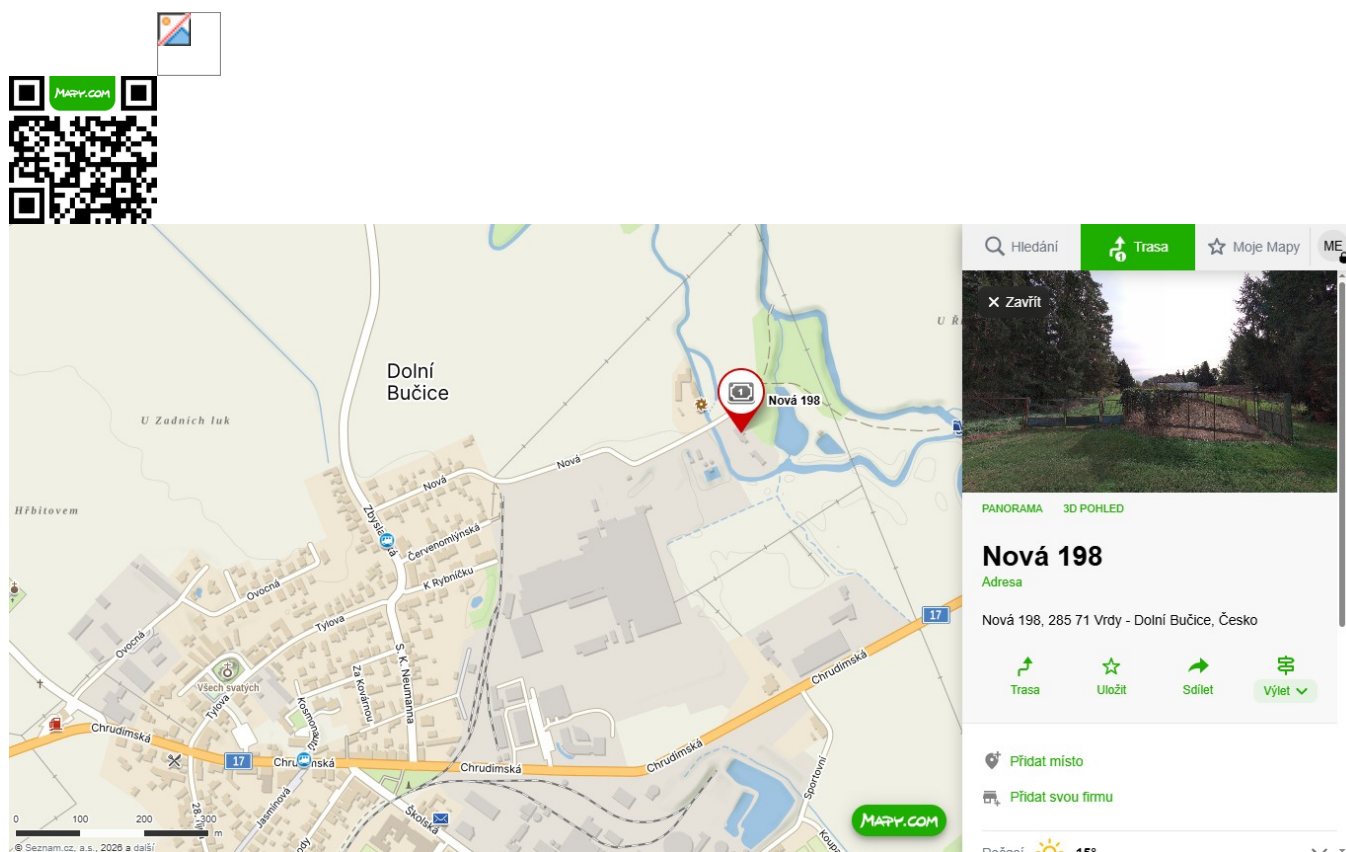 MAPY.COM
Hledání
Trasa
Moje Mapy
ME
1
Zavřít
Dolní
Bučice
U Zadních luk
Hřbitovem
1
Nová 198
Nová
Nová
Zbyslavská
Červenomlýnská
K Rybníčku
Ovocná
Ovocná
Tylova
Tylova
Za Kovárnou
S. K. Neumanna
Všech svatých
Chrudimská
17
Chrudimská
Chrudimská
Chrudimská
Chrudimská
17
Jasmínová
Školská
Sportovní
0 100 200 300 m
© Seznam.cz, a.s., 2026 a další
MAPY.COM
PANORAMA 3D POHLED
Nová 198
Adresa
Nová 198, 285 71 Vrdy - Dolní Bučice, Česko
Trasa Uložit Sdílet Výlet
Přidat místo
Přidat svou firmu
15°